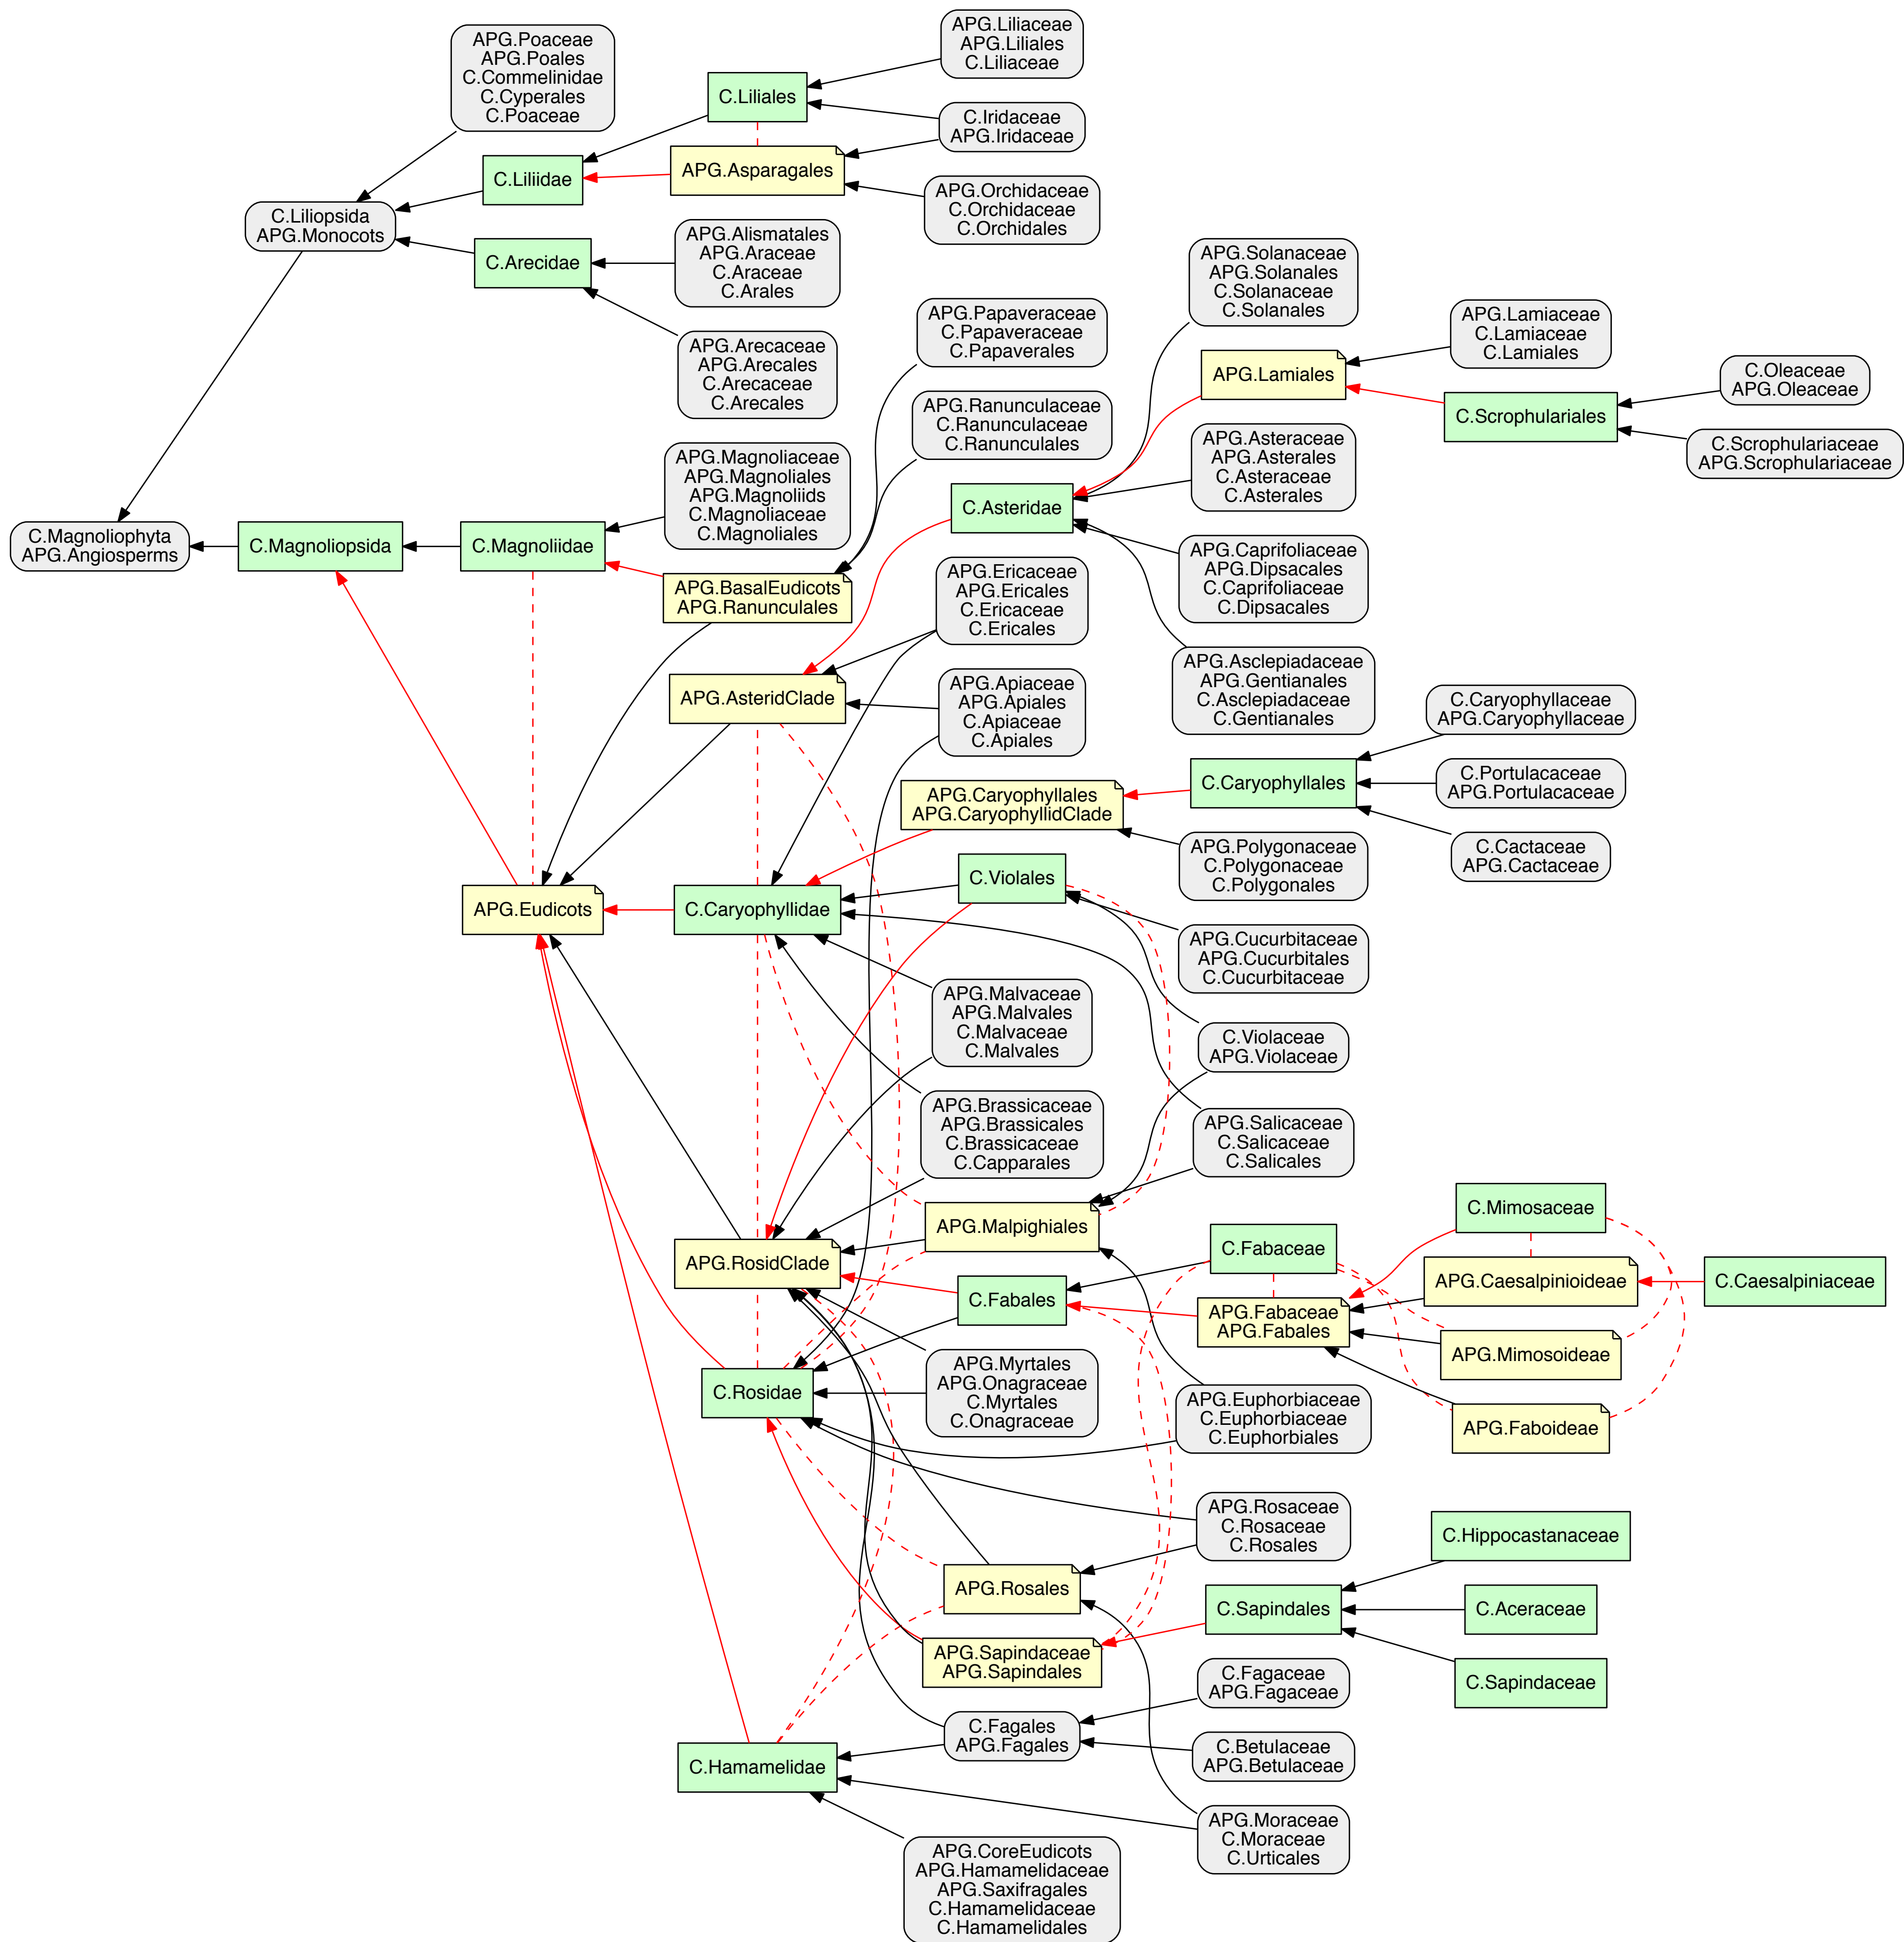 APG.Poaceae
APG.Poales
C.Commelinidae
C.Cyperales
C.Poaceae
C.Liliales
APG.Liliaceae
APG.Liliales
C.Liliaceae
C.Iridaceae
APG.Iridaceae
C.Liliidae
APG.Asparagales
APG.Orchidaceae
C.Orchidaceae
C.Orchidales
C.Liliopsida
APG.Monocots
C.Arecidae
APG.Alismatales
APG.Araceae
C.Araceae
C.Arales
APG.Arecaceae
APG.Arecales
C.Arecaceae
C.Arecales
APG.Papaveraceae
C.Papaveraceae
C.Papaverales
APG.Ranunculaceae
C.Ranunculaceae
C.Ranunculales
APG.Solanaceae
APG.Solanales
C.Solanaceae
C.Solanales
APG.Lamiales
APG.Lamiaceae
C.Lamiaceae
C.Lamiales
C.Scrophulariales
C.Oleaceae
APG.Oleaceae
C.Scrophulariaceae
APG.Scrophulariaceae
APG.Asteraceae
APG.Asterales
C.Asteraceae
C.Asterales
C.Asteridae
APG.Caprifoliaceae
APG.Dipsacales
C.Caprifoliaceae
C.Dipsacales
APG.Asclepiadaceae
APG.Gentianales
C.Asclepiadaceae
C.Gentianales
C.Magnoliophyta
APG.Angiosperms
C.Magnoliopsida
C.Magnoliidae
APG.Magnoliaceae
APG.Magnoliales
APG.Magnoliids
C.Magnoliaceae
C.Magnoliales
APG.BasalEudicots
APG.Ranunculales
APG.Ericaceae
APG.Ericales
C.Ericaceae
C.Ericales
APG.AsteridClade
APG.Apiaceae
APG.Apiales
C.Apiaceae
C.Apiales
APG.Caryophyllales
APG.CaryophyllidClade
C.Caryophyllales
C.Caryophyllaceae
APG.Caryophyllaceae
C.Portulacaceae
APG.Portulacaceae
C.Cactaceae
APG.Cactaceae
APG.Polygonaceae
C.Polygonaceae
C.Polygonales
APG.Eudicots
C.Caryophyllidae
C.Violales
APG.Cucurbitaceae
APG.Cucurbitales
C.Cucurbitaceae
APG.Malvaceae
APG.Malvales
C.Malvaceae
C.Malvales
C.Violaceae
APG.Violaceae
APG.Brassicaceae
APG.Brassicales
C.Brassicaceae
C.Capparales
APG.Salicaceae
C.Salicaceae
C.Salicales
APG.RosidClade
APG.Malpighiales
C.Fabales
C.Fabaceae
APG.Fabaceae
APG.Fabales
C.Mimosaceae
APG.Caesalpinioideae
C.Caesalpiniaceae
APG.Mimosoideae
APG.Faboideae
C.Rosidae
APG.Myrtales
APG.Onagraceae
C.Myrtales
C.Onagraceae
APG.Euphorbiaceae
C.Euphorbiaceae
C.Euphorbiales
APG.Rosaceae
C.Rosaceae
C.Rosales
APG.Rosales
C.Hippocastanaceae
C.Sapindales
C.Aceraceae
C.Sapindaceae
APG.Sapindaceae
APG.Sapindales
C.Fagaceae
APG.Fagaceae
C.Fagales
APG.Fagales
C.Betulaceae
APG.Betulaceae
C.Hamamelidae
APG.Moraceae
C.Moraceae
C.Urticales
APG.CoreEudicots
APG.Hamamelidaceae
APG.Saxifragales
C.Hamamelidaceae
C.Hamamelidales